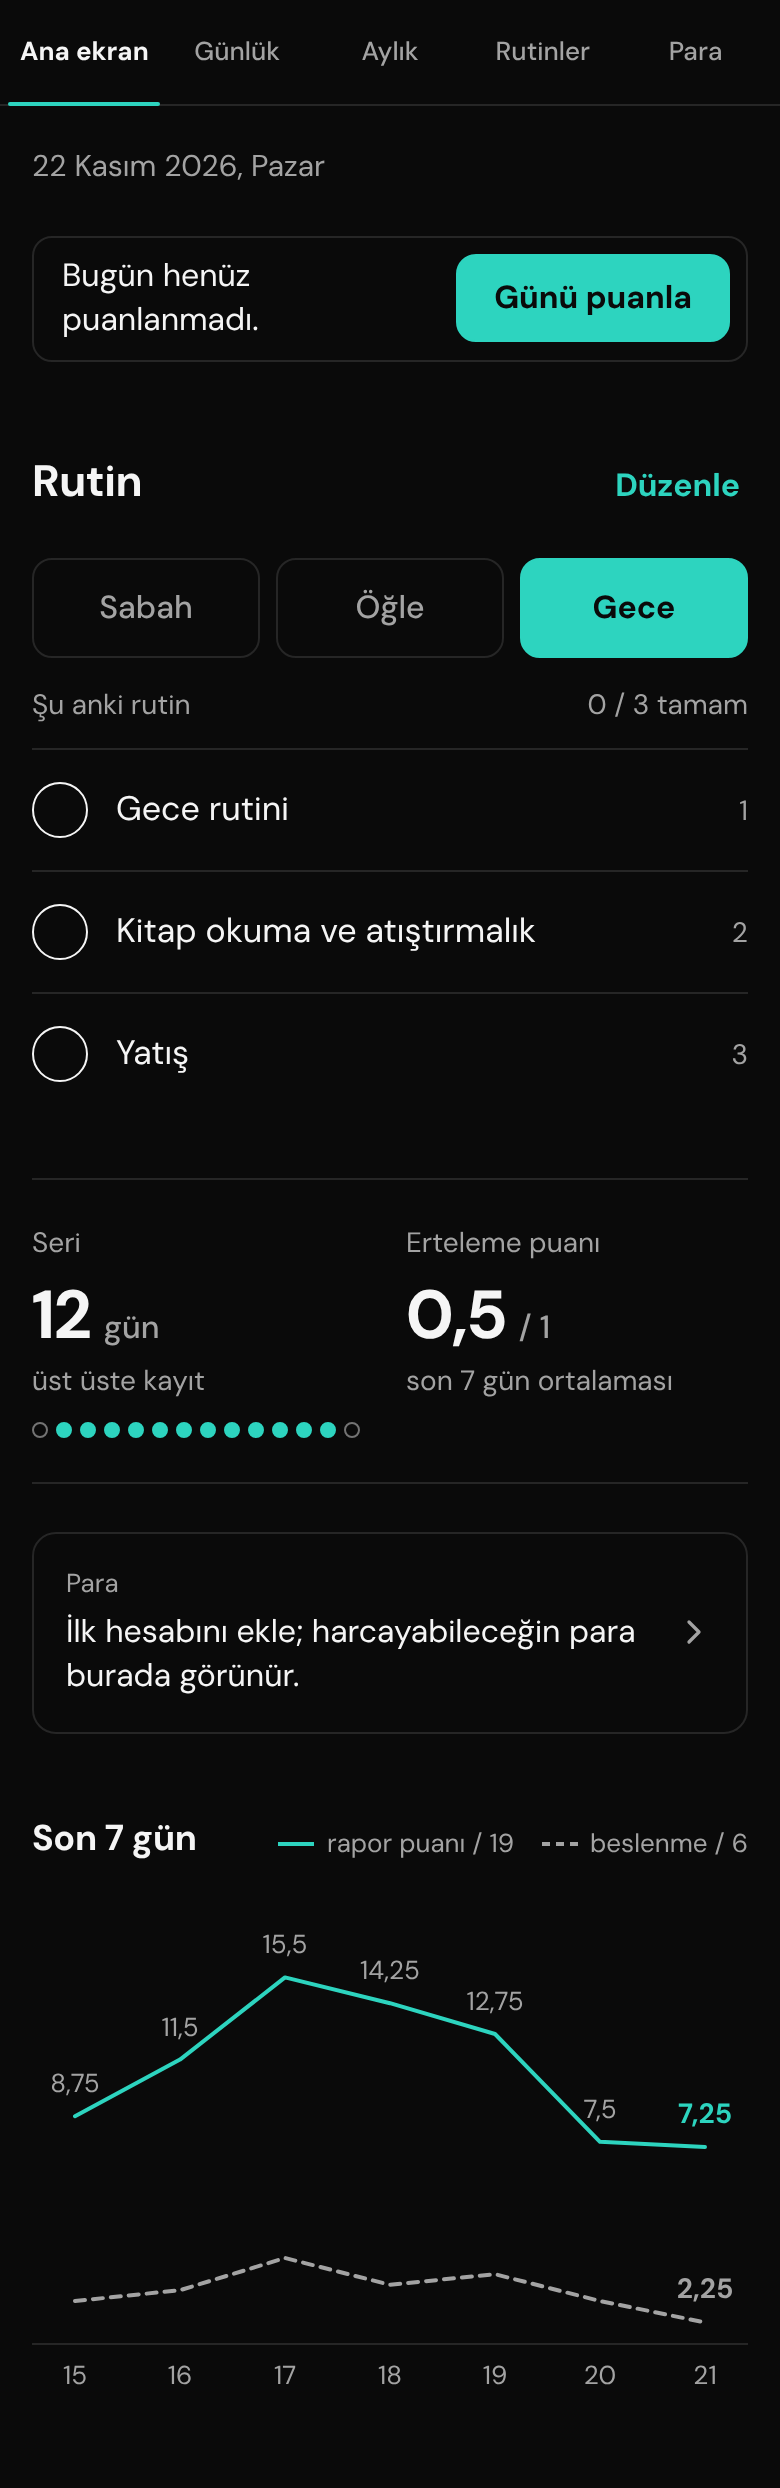 Ana ekran Günlük Aylık Rutinler Para
22 Kasım 2026, Pazar
Bugün henüz
puanlanmadı.
Günü puanla
Rutin Düzenle
Sabah Öğle Gece
Şu anki rutin 0 / 3 tamam
Gece rutini 1
Kitap okuma ve atıştırmalık 2
Yatış 3
Seri Erteleme puanı
12 gün 0,5 / 1
üst üste kayıt son 7 gün ortalaması
Para
İlk hesabını ekle; harcayabileceğin para
burada görünür.
Son 7 gün rapor puanı / 19 beslenme / 6
15,5
14,25
12,75
11,5
8,75
7,5
7,25
2,25
15 16 17 18 19 20 21